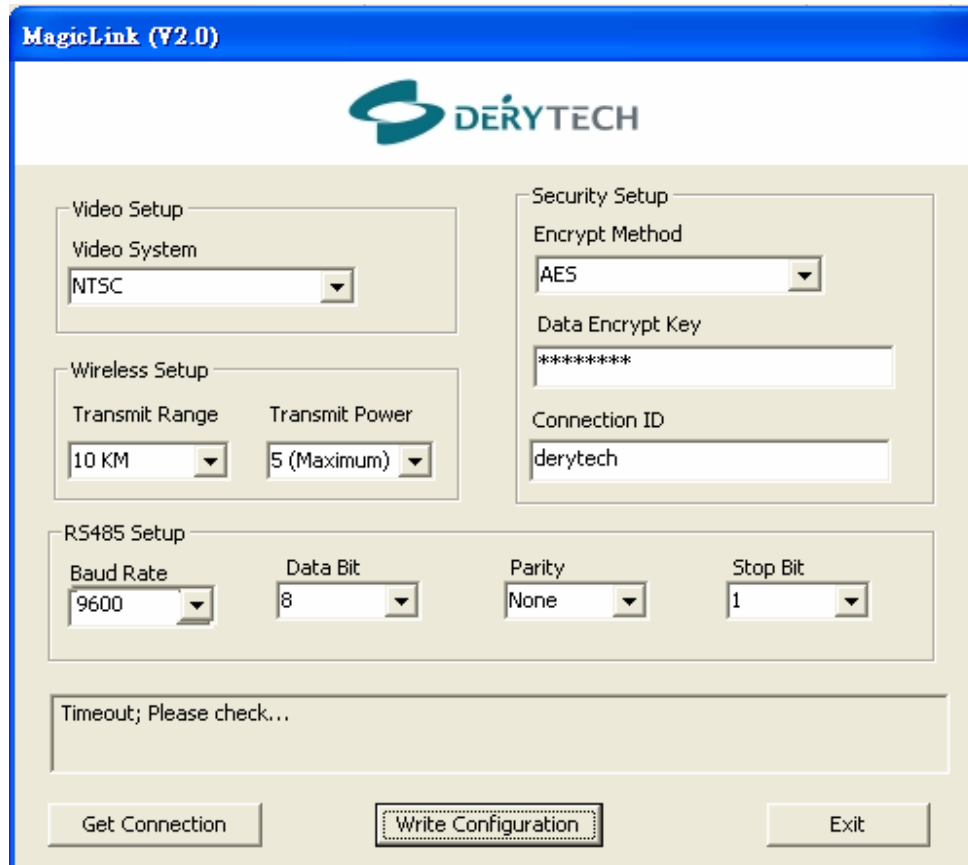 MagicLink (V2.0)
DERYTECH
Video Setup
Video System
NTSC
Security Setup
Encrypt Method
AES
Data Encrypt Key
********
Connection ID
derytech
Wireless Setup
Transmit Range
Transmit Power
10 KM
5 (Maximum)
RS485 Setup
Baud Rate
Data Bit
Parity
Stop Bit
9600
8
None
1
Timeout; Please check...
Get Connection
Write Configuration
Exit